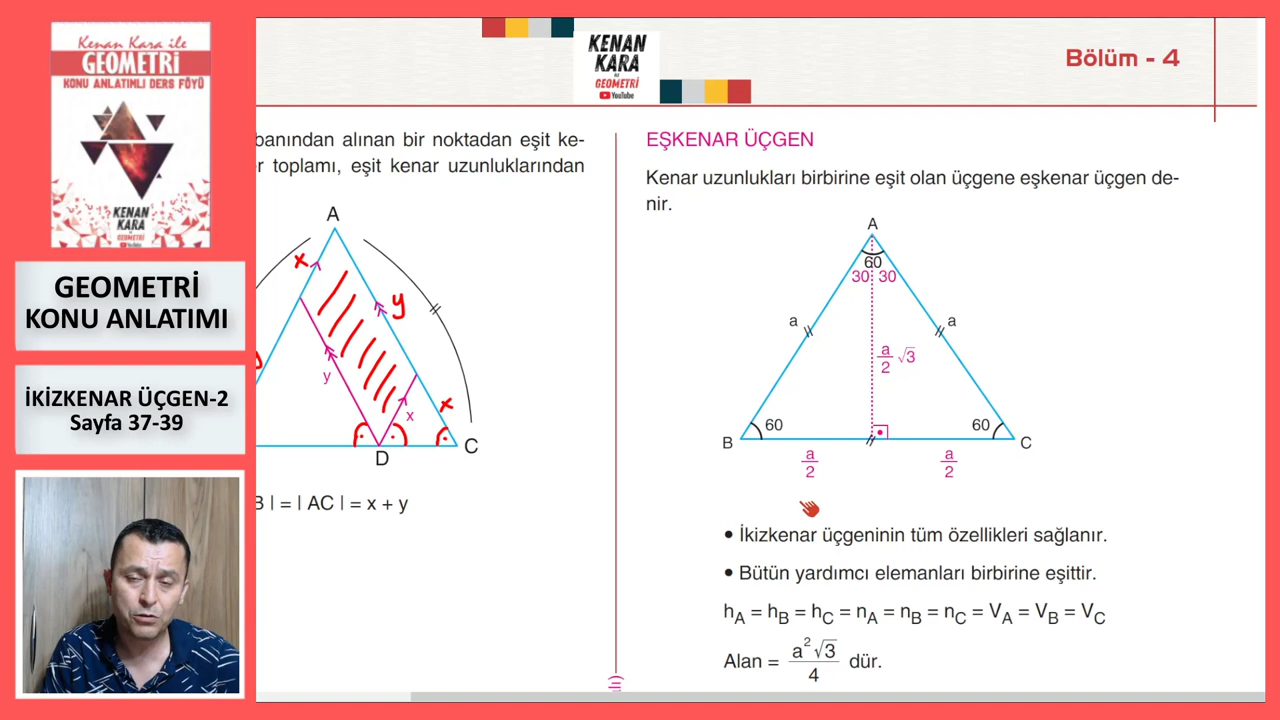 Kenan Kara ile
GEOMETRİ
KONU ANLATIMLI DERS FÖYÜ
KENAN
KARA
GEOMETRİ
KONU ANLATIMI
İKİZKENAR ÜÇGEN-2
Sayfa 37-39
KENAN
KARA
ile
GEOMETRİ
YouTube
Bölüm - 4
banından alınan bir noktadan eşit ke-
r toplamı, eşit kenar uzunluklarından
A
x
y
y
x
x
D
C
B | = | AC | = x + y
EŞKENAR ÜÇGEN
Kenar uzunlukları birbirine eşit olan üçgene eşkenar üçgen de-
nir.
A
60
30 30
a
a
a/2 √3
60
60
B
C
a/2
a/2
• İkizkenar üçgeninin tüm özellikleri sağlanır.
• Bütün yardımcı elemanları birbirine eşittir.
hA = hB = hC = nA = nB = nC = VA = VB = VC
Alan = a²√3/4 dür.